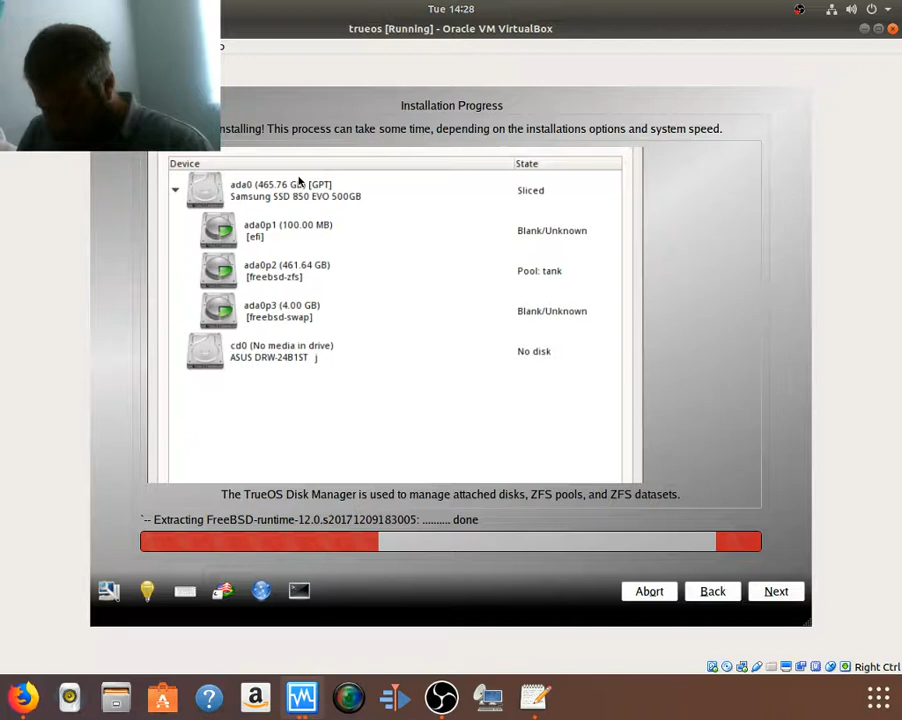 Tue 14:28
trueos [Running] - Oracle VM VirtualBox
Installation Progress
nstalling! This process can take some time, depending on the installations options and system speed.
Device State
ada0 (465.76 GB) [GPT]
Samsung SSD 850 EVO 500GB
Sliced
ada0p1 (100.00 MB)
[efi]
Blank/Unknown
ada0p2 (461.64 GB)
[freebsd-zfs]
Pool: tank
ada0p3 (4.00 GB)
[freebsd-swap]
Blank/Unknown
cd0 (No media in drive)
ASUS DRW-24B1ST j
No disk
The TrueOS Disk Manager is used to manage attached disks, ZFS pools, and ZFS datasets.
`-- Extracting FreeBSD-runtime-12.0.s20171209183005: .......... done
Abort Back Next
Right Ctrl